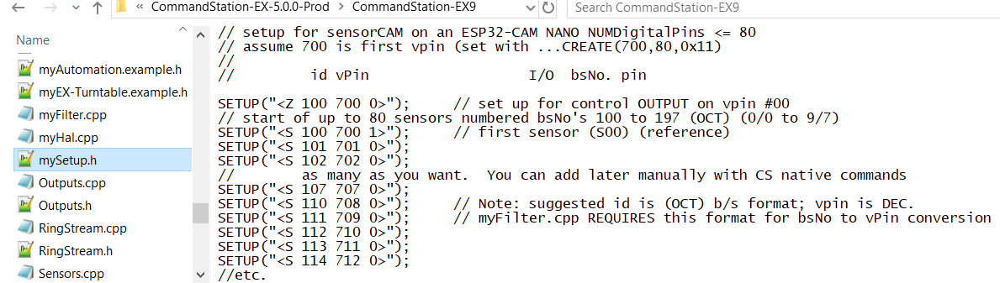 « CommandStation-EX-5.0.0-Prod > CommandStation-EX9
Search CommandStation-EX9
Name
myAutomation.example.h
myEX-Turntable.example.h
myFilter.cpp
myHal.cpp
mySetup.h
Outputs.cpp
Outputs.h
RingStream.cpp
RingStream.h
Sensors.cpp
// setup for sensorCAM on an ESP32-CAM NANO NUMDigitalPins <= 80
// assume 700 is first vpin (set with ...CREATE(700,80,0x11)
//
// id vPin I/O bsNo. pin
SETUP("<Z 100 700 0>"); // set up for control OUTPUT on vpin #00
// start of up to 80 sensors numbered bsNo's 100 to 197 (OCT) (0/0 to 9/7)
SETUP("<S 100 700 1>"); // first sensor (S00) (reference)
SETUP("<S 101 701 0>");
SETUP("<S 102 702 0>");
// as many as you want. You can add later manually with CS native commands
SETUP("<S 107 707 0>");
SETUP("<S 110 708 0>"); // Note: suggested id is (OCT) b/s format; vpin is DEC.
SETUP("<S 111 709 0>"); // myFilter.cpp REQUIRES this format for bsNo to vPin conversion
SETUP("<S 112 710 0>");
SETUP("<S 113 711 0>");
SETUP("<S 114 712 0>");
//etc.